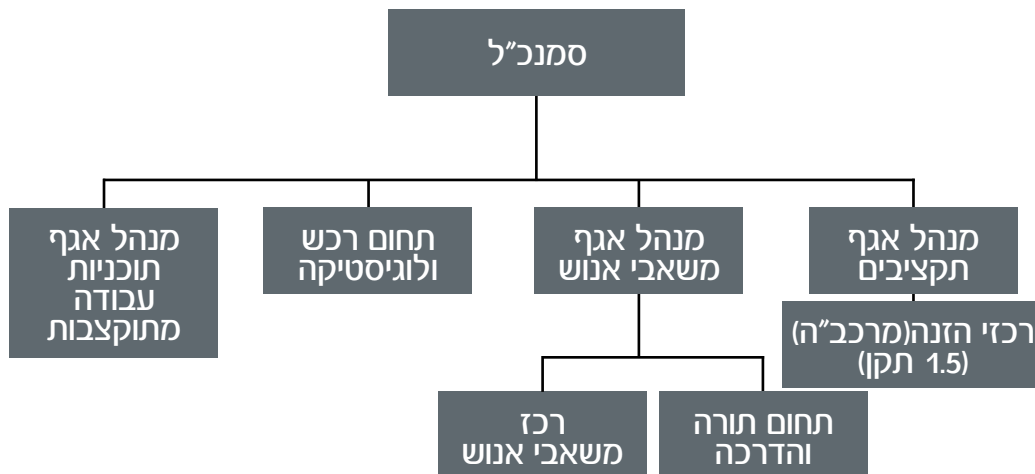 סמנכ״ל
מנהל אגף
תקציבים
רכזי הזנה(מרכב״ה)
(1.5 תקן)
מנהל אגף
משאבי אנוש
תחום תורה
והדרכה
רכז
משאבי אנוש
תחום רכש
ולוגיסטיקה
מנהל אגף
תוכניות
עבודה
מתוקצבות